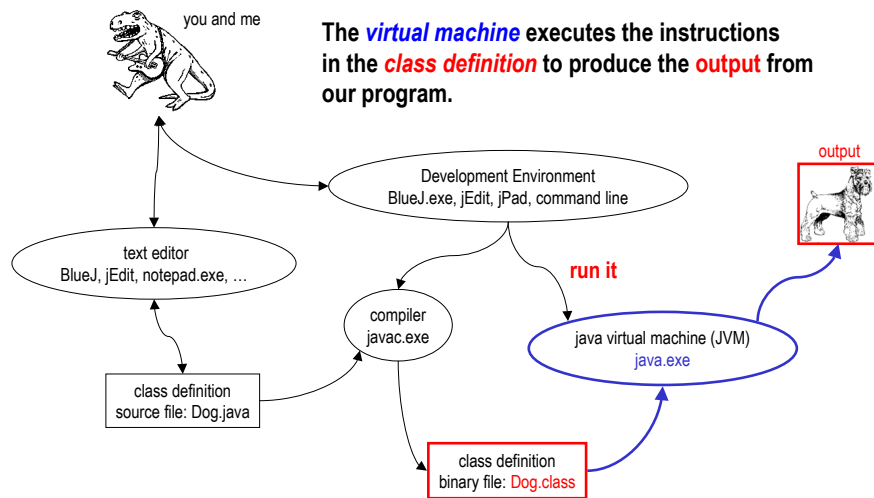 you and me
The virtual machine executes the instructions
in the class definition to produce the output from
our program.
output
Development Environment
BlueJ.exe, jEdit, jPad, command line
text editor
BlueJ, jEdit, notepad.exe, …
run it
compiler
javac.exe
java virtual machine (JVM)
java.exe
class definition
source file: Dog.java
class definition
binary file: Dog.class